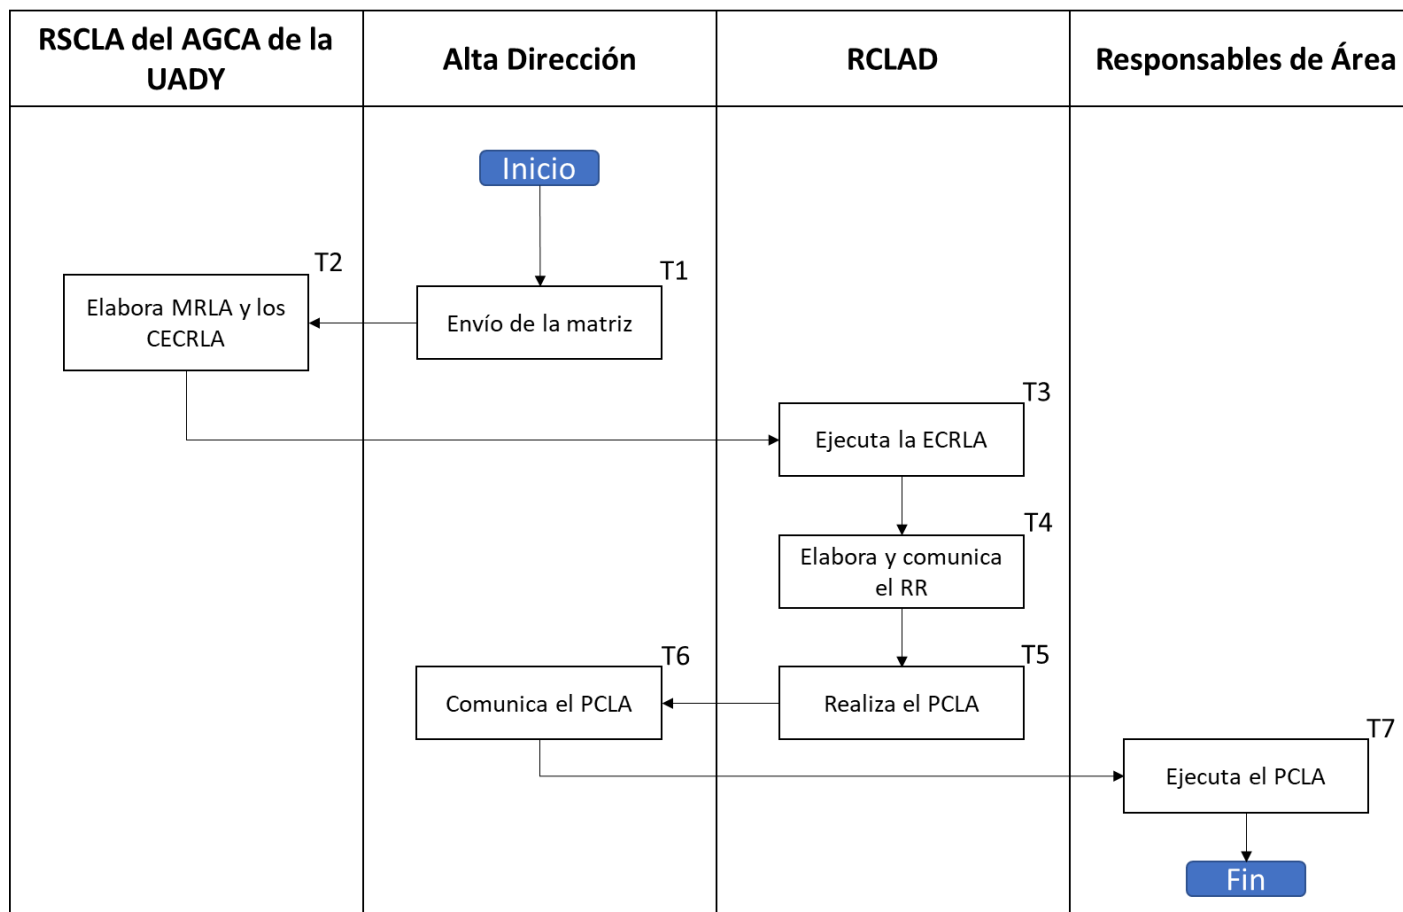 RSCLA del AGCA de la
UADY
Alta Dirección
RCLAD
Responsables de Área
Inicio
T1
Envío de la matriz
T2
Elabora MRLA y los
CECRLA
T3
Ejecuta la ECRLA
T4
Elabora y comunica
el RR
T5
Realiza el PCLA
T6
Comunica el PCLA
T7
Ejecuta el PCLA
Fin